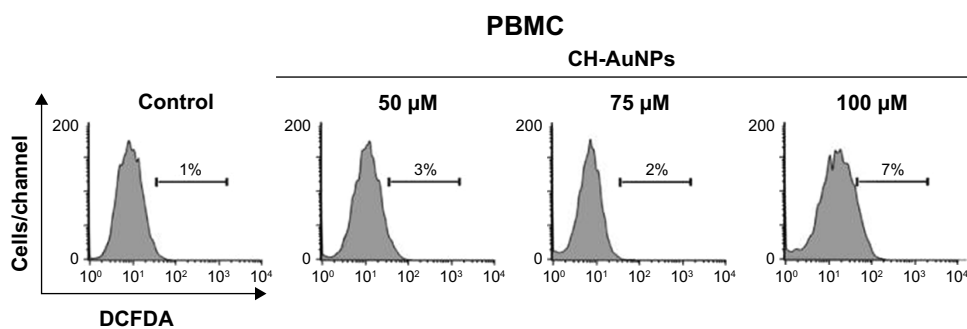 PBMC
CH-AuNPs
Control 50 µM 75 µM 100 µM
Cells/channel
200 200 200 200
1% 3% 2% 7%
0 0 0 0
10⁰ 10¹ 10² 10³ 10⁴ 10⁰ 10¹ 10² 10³ 10⁴ 10⁰ 10¹ 10² 10³ 10⁴ 10⁰ 10¹ 10² 10³ 10⁴
DCFDA